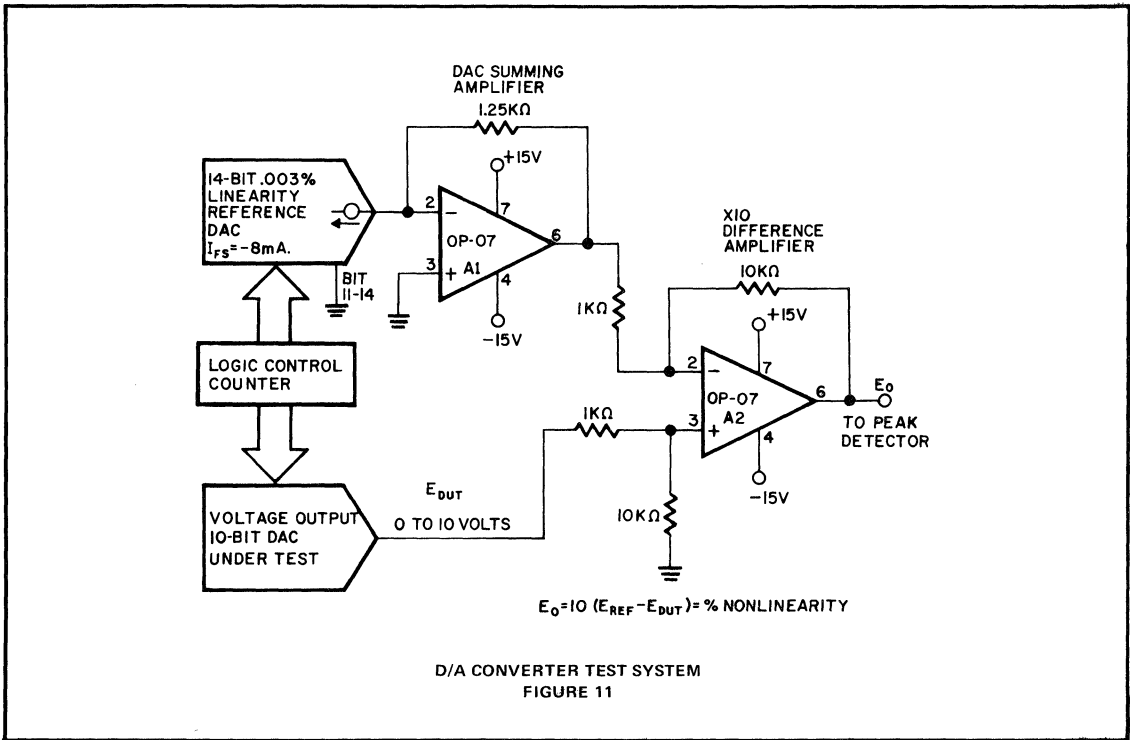 DAC SUMMING
AMPLIFIER
1.25KΩ
+15V
14-BIT .003%
LINEARITY
REFERENCE
DAC
IFS=-8mA.
BIT
11-14
2
-
7
OP-07
6
3
+
A1
4
-15V
1KΩ
X10
DIFFERENCE
AMPLIFIER
10KΩ
+15V
LOGIC CONTROL
COUNTER
2
-
7
OP-07
6
E0
1KΩ
3
+
A2
4
TO PEAK
DETECTOR
-15V
EDUT
0 TO 10 VOLTS
10KΩ
VOLTAGE OUTPUT
10-BIT DAC
UNDER TEST
E0=10 (EREF-EDUT)=% NONLINEARITY
D/A CONVERTER TEST SYSTEM
FIGURE 11